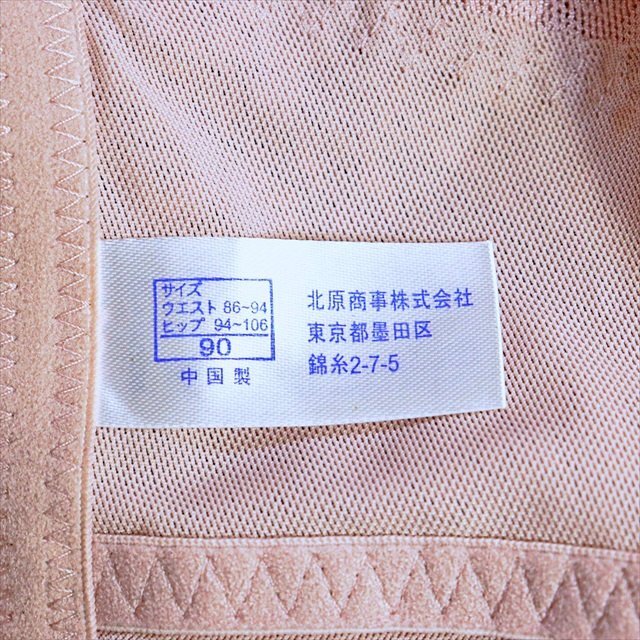 サイズ
ウエスト 86~94
ヒップ 94~106
90
中国製
北原商事株式会社
東京都墨田区
錦糸2-7-5